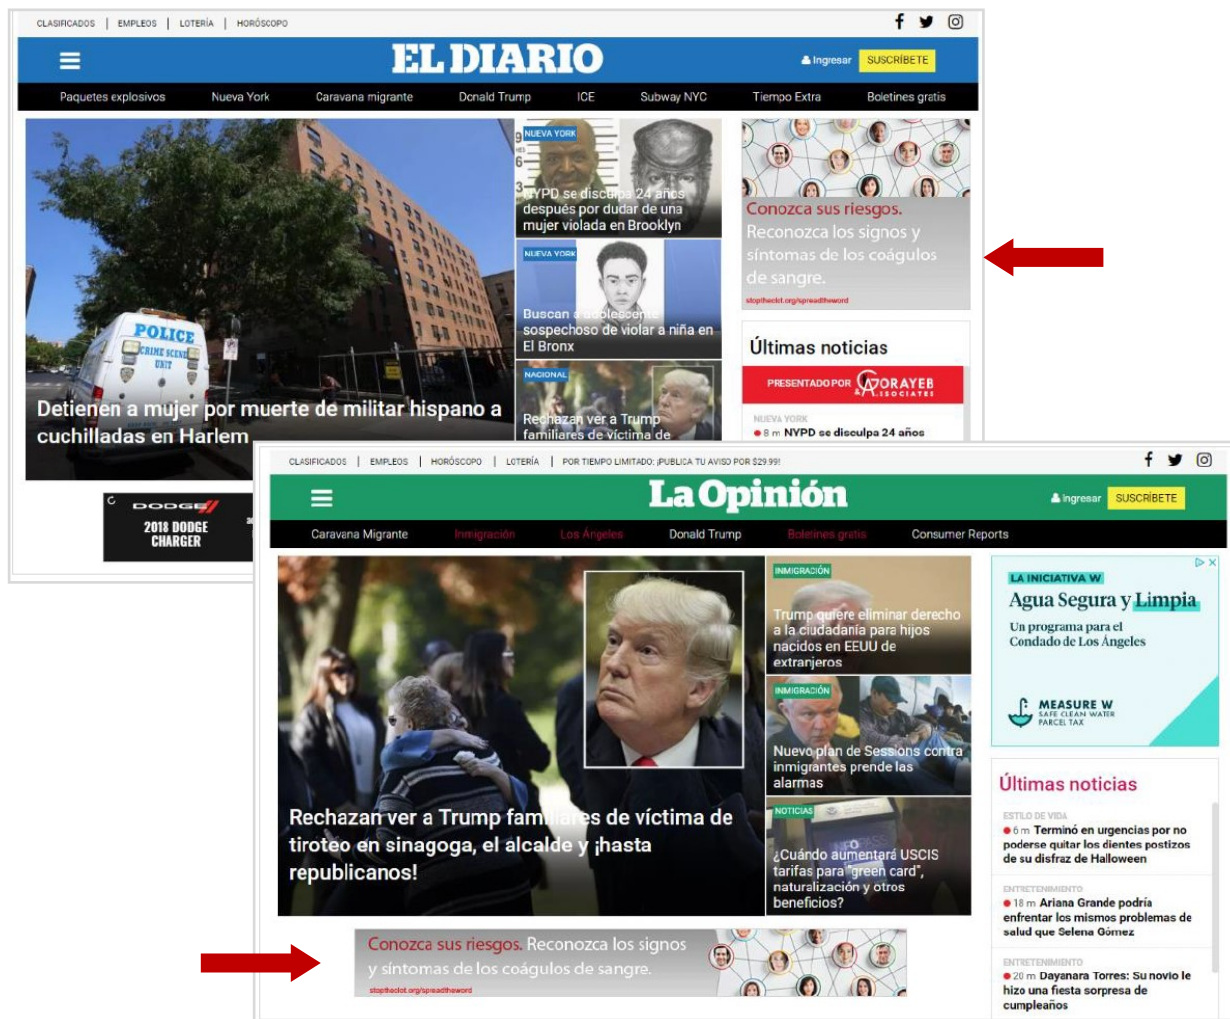 CLASIFICADOS | EMPLEOS | LOTERÍA | HORÓSCOPO
EL DIARIO
Ingresar
SUSCRÍBETE
Paquetes explosivos
Nueva York
Caravana migrante
Donald Trump
ICE
Subway NYC
Tiempo Extra
Boletines gratis
POLICE
CRIME SCENE
UNIT
Detienen a mujer por muerte de militar hispano a
cuchilladas en Harlem
NUEVA YORK
NYPD se disculpa 24 años
después por dudar de una
mujer violada en Brooklyn
NUEVA YORK
Buscan a adolescente
sospechoso de violar a niña en
El Bronx
NACIONAL
Rechazan ver a Trump
familiares de víctima de
Conozca sus riesgos.
Reconozca los signos y
síntomas de los coágulos
de sangre.
stoptheclot.org/spreadtheword
Últimas noticias
PRESENTADO POR GORAYEB
& ASSOCIATES
NUEVA YORK
8 m NYPD se disculpa 24 años
DODGE
2018 DODGE
CHARGER
CLASIFICADOS | EMPLEOS | HORÓSCOPO | LOTERÍA | POR TIEMPO LIMITADO: ¡PUBLICA TU AVISO POR $29.99!
La Opinión
Ingresar
SUSCRÍBETE
Caravana Migrante
Inmigración
Los Ángeles
Donald Trump
Boletines gratis
Consumer Reports
Rechazan ver a Trump familiares de víctima de
tiroteo en sinagoga, el alcalde y ¡hasta
republicanos!
INMIGRACIÓN
Trump quiere eliminar derecho
a la ciudadanía para hijos
nacidos en EEUU de
extranjeros
INMIGRACIÓN
Nuevo plan de Sessions contra
inmigrantes prende las
alarmas
NOTICIAS
¿Cuándo aumentará USCIS
tarifas para "green card",
naturalización y otros
beneficios?
LA INICIATIVA W
Agua Segura y Limpia
Un programa para el
Condado de Los Ángeles
MEASURE W
SAFE CLEAN WATER
PARCEL TAX
Últimas noticias
ESTILO DE VIDA
6 m Terminó en urgencias por no
poderse quitar los dientes postizos
de su disfraz de Halloween
ENTRETENIMIENTO
18 m Ariana Grande podría
enfrentar los mismos problemas de
salud que Selena Gómez
ENTRETENIMIENTO
20 m Dayanara Torres: Su novio le
hizo una fiesta sorpresa de
cumpleaños
Conozca sus riesgos. Reconozca los signos
y síntomas de los coágulos de sangre.
stoptheclot.org/spreadtheword